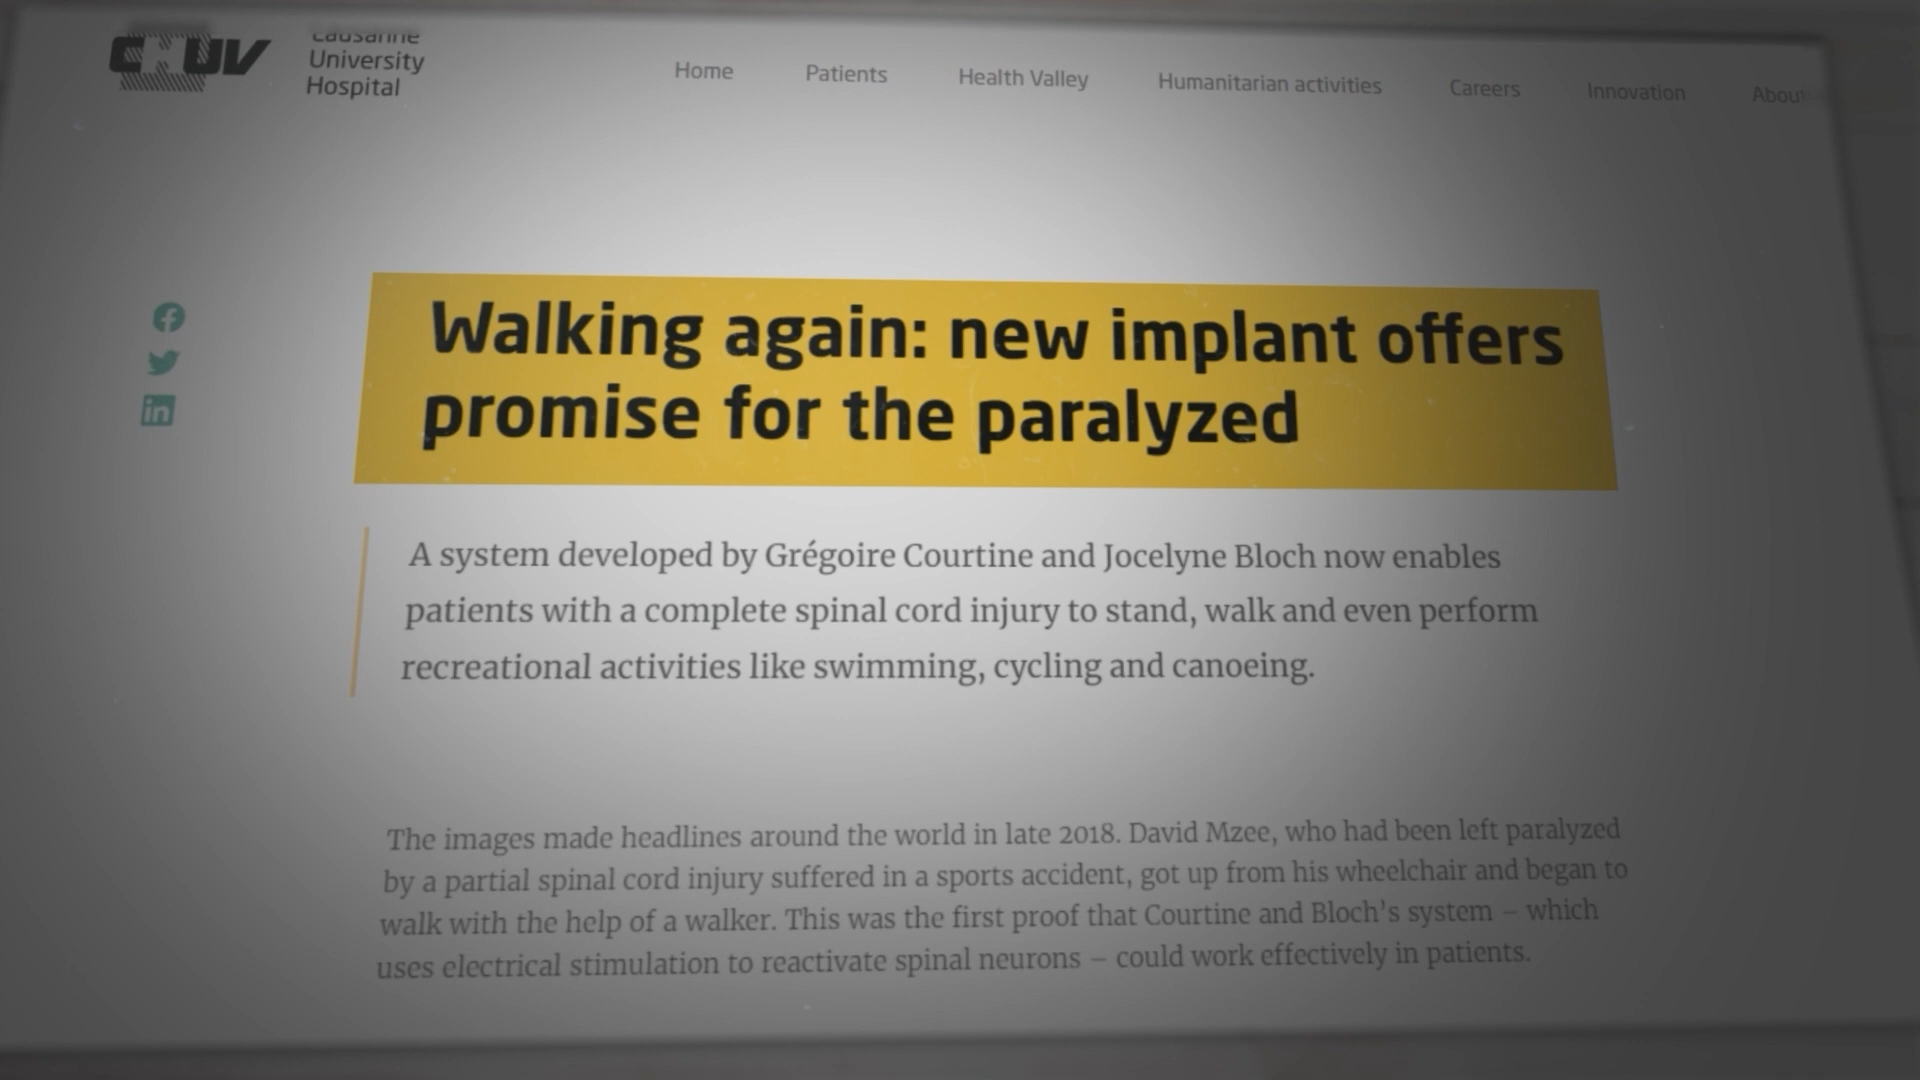 CHUV
Lausanne
University
Hospital
Home Patients Health Valley Humanitarian activities Careers Innovation About
Walking again: new implant offers
promise for the paralyzed
A system developed by Grégoire Courtine and Jocelyne Bloch now enables
patients with a complete spinal cord injury to stand, walk and even perform
recreational activities like swimming, cycling and canoeing.
The images made headlines around the world in late 2018. David Mzee, who had been left paralyzed
by a partial spinal cord injury suffered in a sports accident, got up from his wheelchair and began to
walk with the help of a walker. This was the first proof that Courtine and Bloch’s system – which
uses electrical stimulation to reactivate spinal neurons – could work effectively in patients.